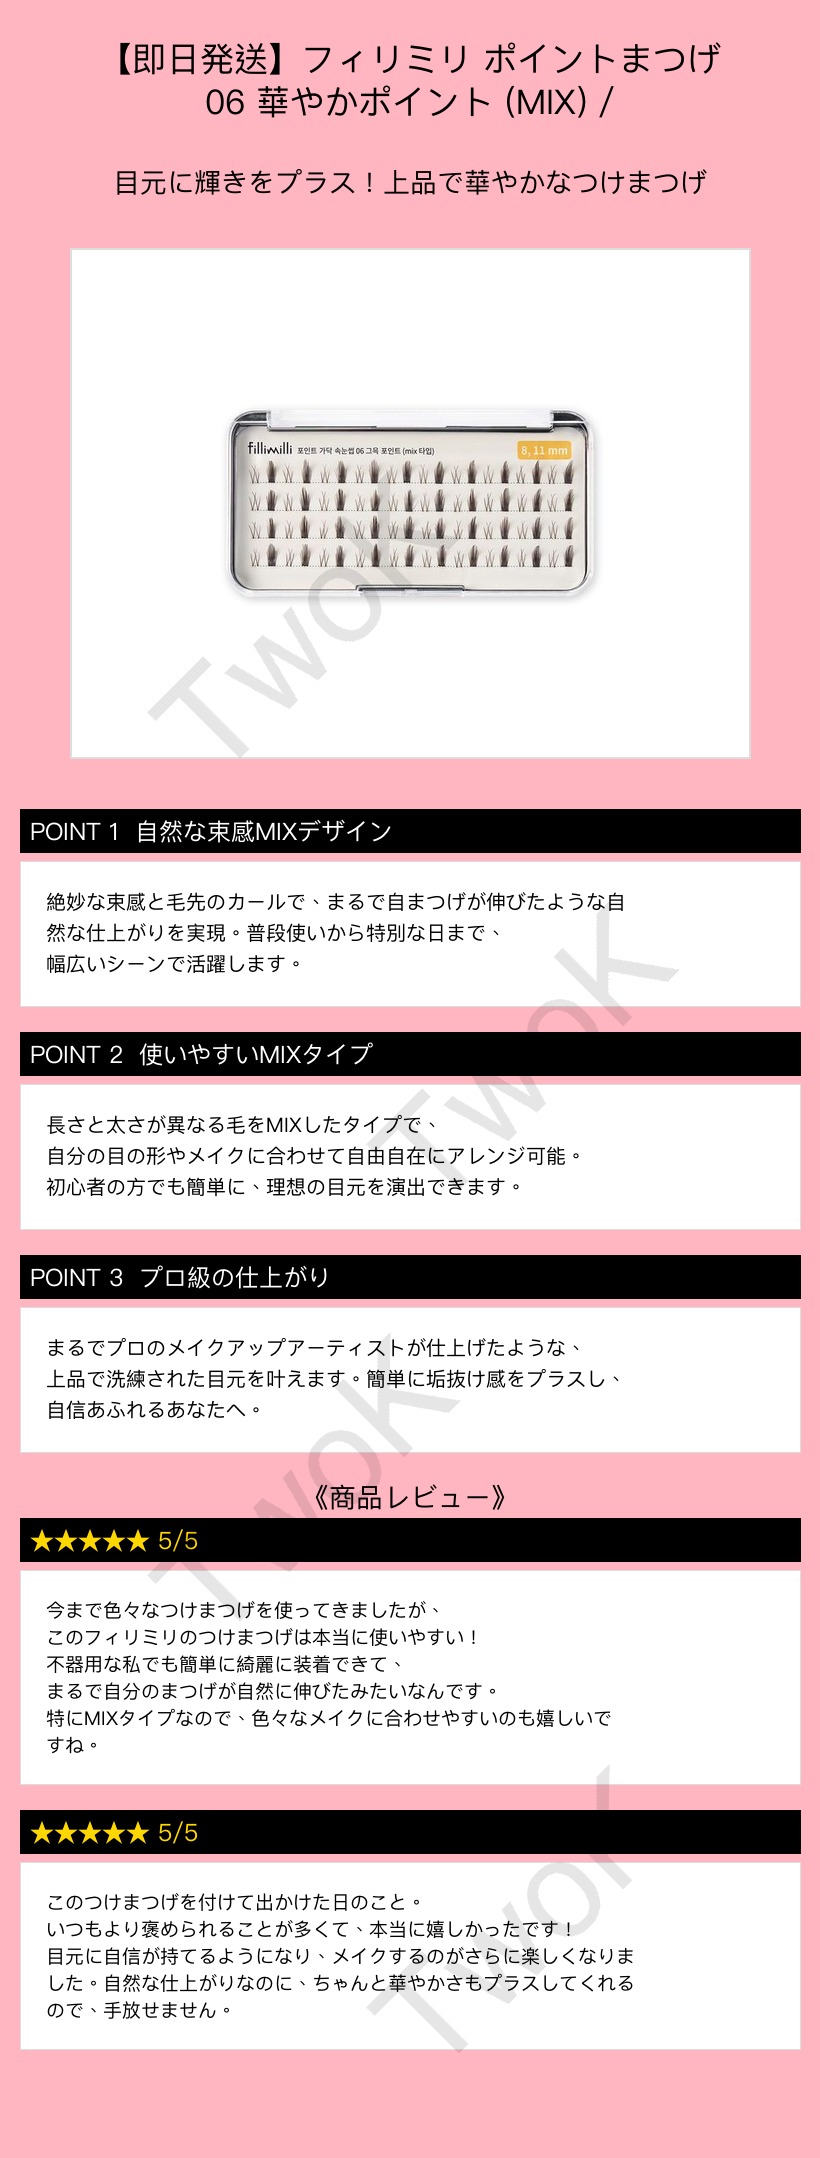 【即日発送】フィリミリ ポイントまつげ
06 華やかポイント (MIX) /
目元に輝きをプラス！上品で華やかなつけまつげ
fillimilli 포인트 가닥 속눈썹 06 그윽 포인트 (mix 타입) 8, 11 mm
TwoK
POINT 1 自然な束感MIXデザイン
絶妙な束感と毛先のカールで、まるで自まつげが伸びたような自
然な仕上がりを実現。普段使いから特別な日まで、
幅広いシーンで活躍します。
TwoK
POINT 2 使いやすいMIXタイプ
長さと太さが異なる毛をMIXしたタイプで、
自分の目の形やメイクに合わせて自由自在にアレンジ可能。
初心者の方でも簡単に、理想の目元を演出できます。
POINT 3 プロ級の仕上がり
まるでプロのメイクアップアーティストが仕上げたような、
上品で洗練された目元を叶えます。簡単に垢抜け感をプラスし、
自信あふれるあなたへ。
TwoK
《商品レビュー》
★★★★★ 5/5
今まで色々なつけまつげを使ってきましたが、
このフィリミリのつけまつげは本当に使いやすい！
不器用な私でも簡単に綺麗に装着できて、
まるで自分のまつげが自然に伸びたみたいなんです。
特にMIXタイプなので、色々なメイクに合わせやすいのも嬉しいで
すね。
★★★★★ 5/5
このつけまつげを付けて出かけた日のこと。
いつもより褒められることが多くて、本当に嬉しかったです！
目元に自信が持てるようになり、メイクするのがさらに楽しくなりま
した。自然な仕上がりなのに、ちゃんと華やかさもプラスしてくれる
ので、手放せません。
TwoK